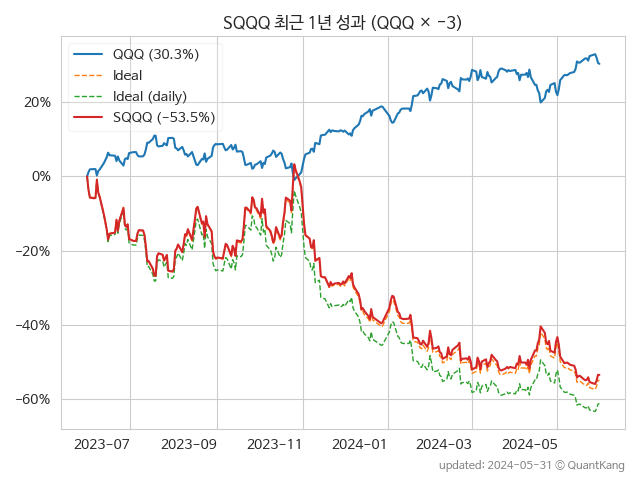 SQQQ 최근 1년 성과 (QQQ × −3)
QQQ (30.3%)
Ideal
Ideal (daily)
SQQQ (−53.5%)
20%
0%
−20%
−40%
−60%
2023-07
2023-09
2023-11
2024-01
2024-03
2024-05
updated: 2024-05-31 ⓒ QuantKang